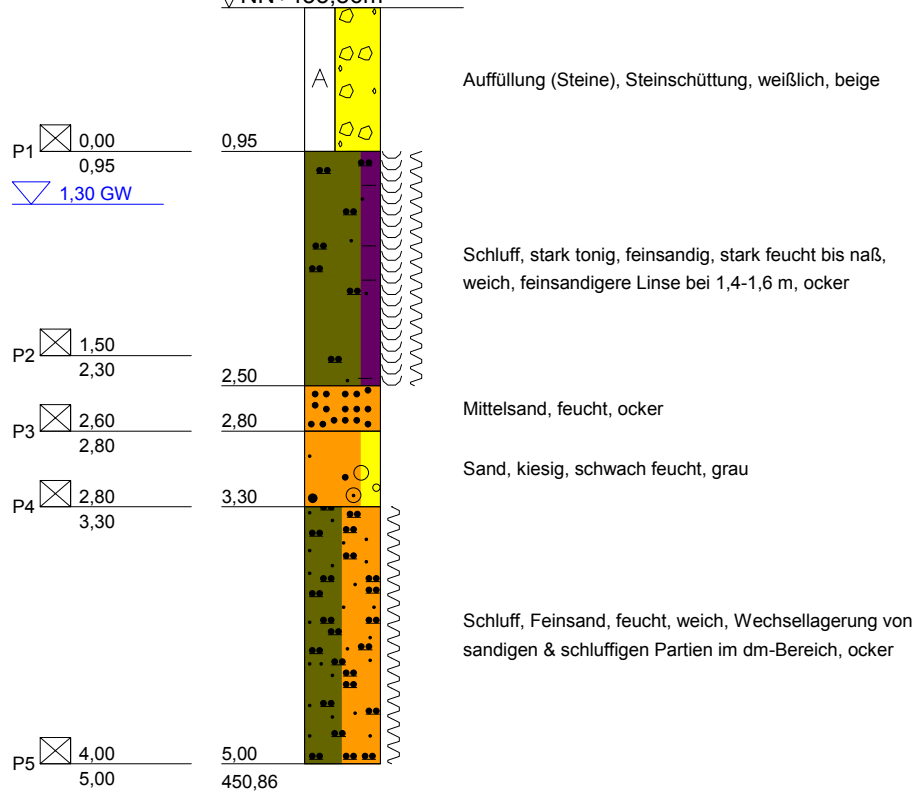 A
Auffüllung (Steine), Steinschüttung, weißlich, beige
P1 0,00 0,95
0,95
1,30 GW
Schluff, stark tonig, feinsandig, stark feucht bis naß,
weich, feinsandigere Linse bei 1,4-1,6 m, ocker
P2 1,50
2,30
2,50
Mittelsand, feucht, ocker
P3 2,60 2,80
2,80
Sand, kiesig, schwach feucht, grau
P4 2,80 3,30
3,30
Schluff, Feinsand, feucht, weich, Wechsellagerung von
sandigen & schluffigen Partien im dm-Bereich, ocker
P5 4,00 5,00
5,00 450,86